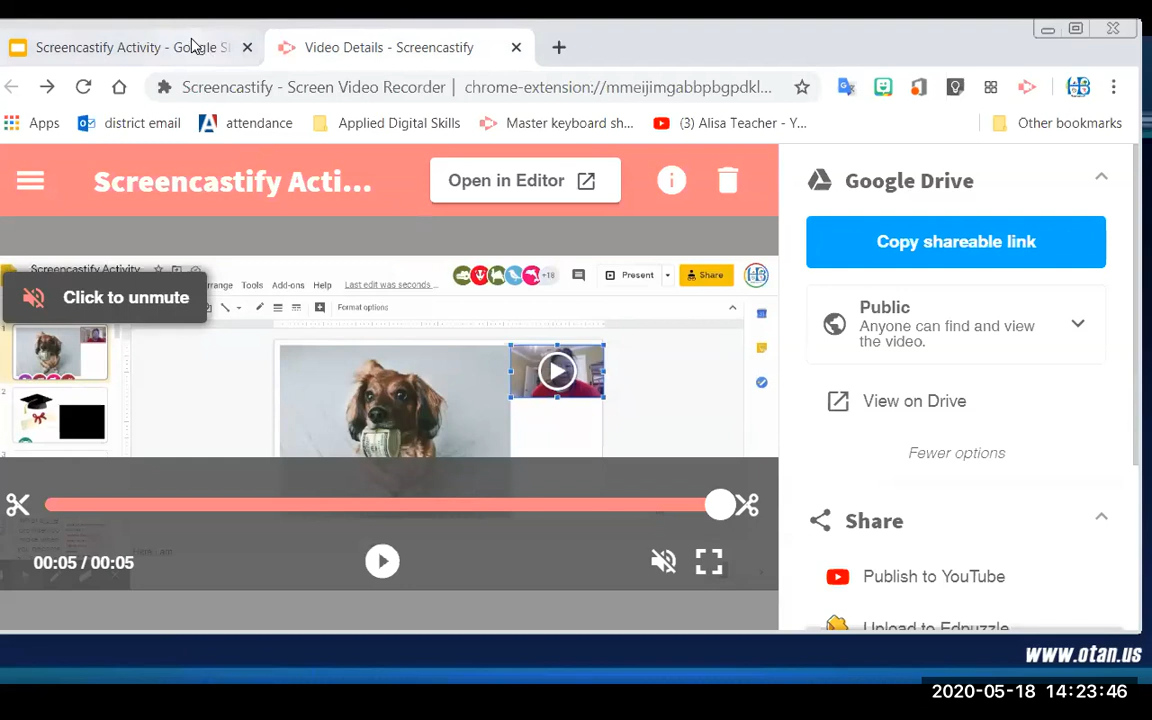 Screencastify Activity - Google Sl
Video Details - Screencastify
Screencastify - Screen Video Recorder | chrome-extension://mmeijimgabbpbgpdkl...
Apps
district email
attendance
Applied Digital Skills
Master keyboard sh...
(3) Alisa Teacher - Y...
Other bookmarks
Screencastify Acti...
Open in Editor
Google Drive
Copy shareable link
Screencastify Activity
+18
Present
Share
Click to unmute
rrange Tools Add-ons Help Last edit was seconds ...
Format options
Public
Anyone can find and view
the video.
1
2
View on Drive
Fewer options
00:05 / 00:05
Share
Publish to YouTube
Upload to Edpuzzle
www.otan.us
2020-05-18 14:23:46